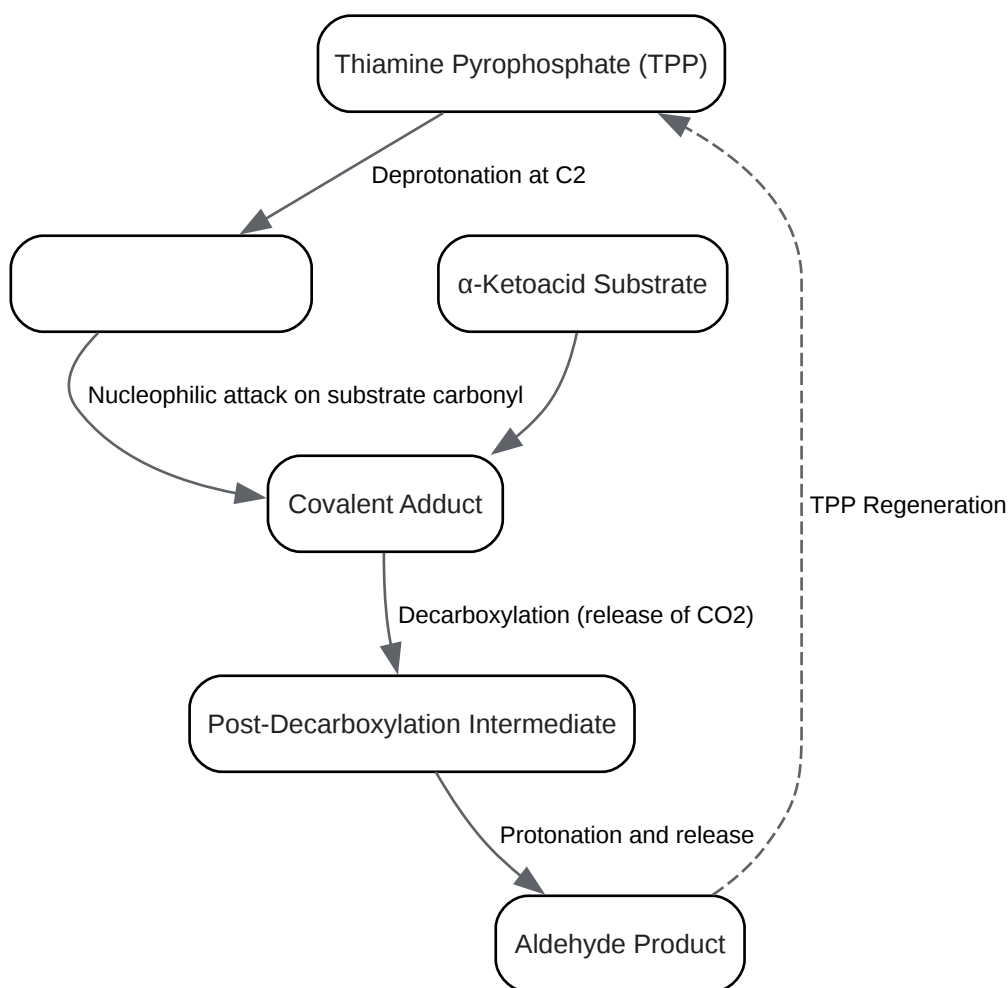 Thiamine Pyrophosphate (TPP)
Deprotonation at C2
α-Ketoacid Substrate
Nucleophilic attack on substrate carbonyl
Covalent Adduct
TPP Regeneration
Decarboxylation (release of CO2)
Post-Decarboxylation Intermediate
Protonation and release
Aldehyde Product